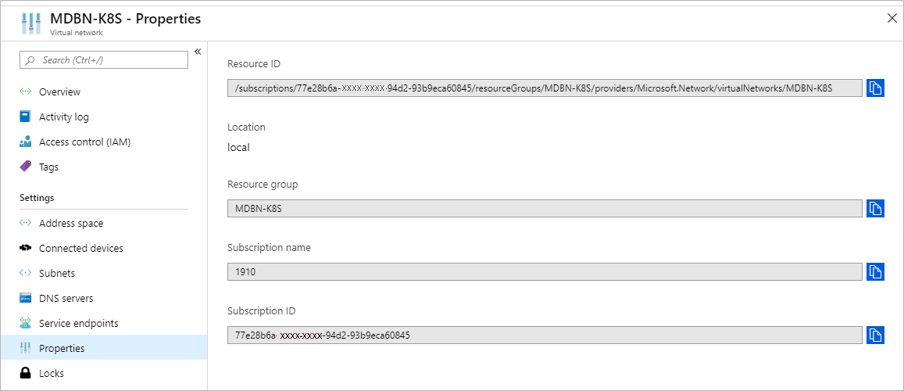 MDBN-K8S - Properties
Virtual network
Search (Ctrl+/)
«
Overview
Activity log
Access control (IAM)
Tags
Settings
Address space
Connected devices
Subnets
DNS servers
Service endpoints
Properties
Locks
Resource ID
/subscriptions/77e28b6a-xxxx-xxxx-94d2-93b9eca60845/resourceGroups/MDBN-K8S/providers/Microsoft.Network/virtualNetworks/MDBN-K8S
Location
local
Resource group
MDBN-K8S
Subscription name
1910
Subscription ID
77e28b6a- xxxx-xxxx-94d2-93b9eca60845